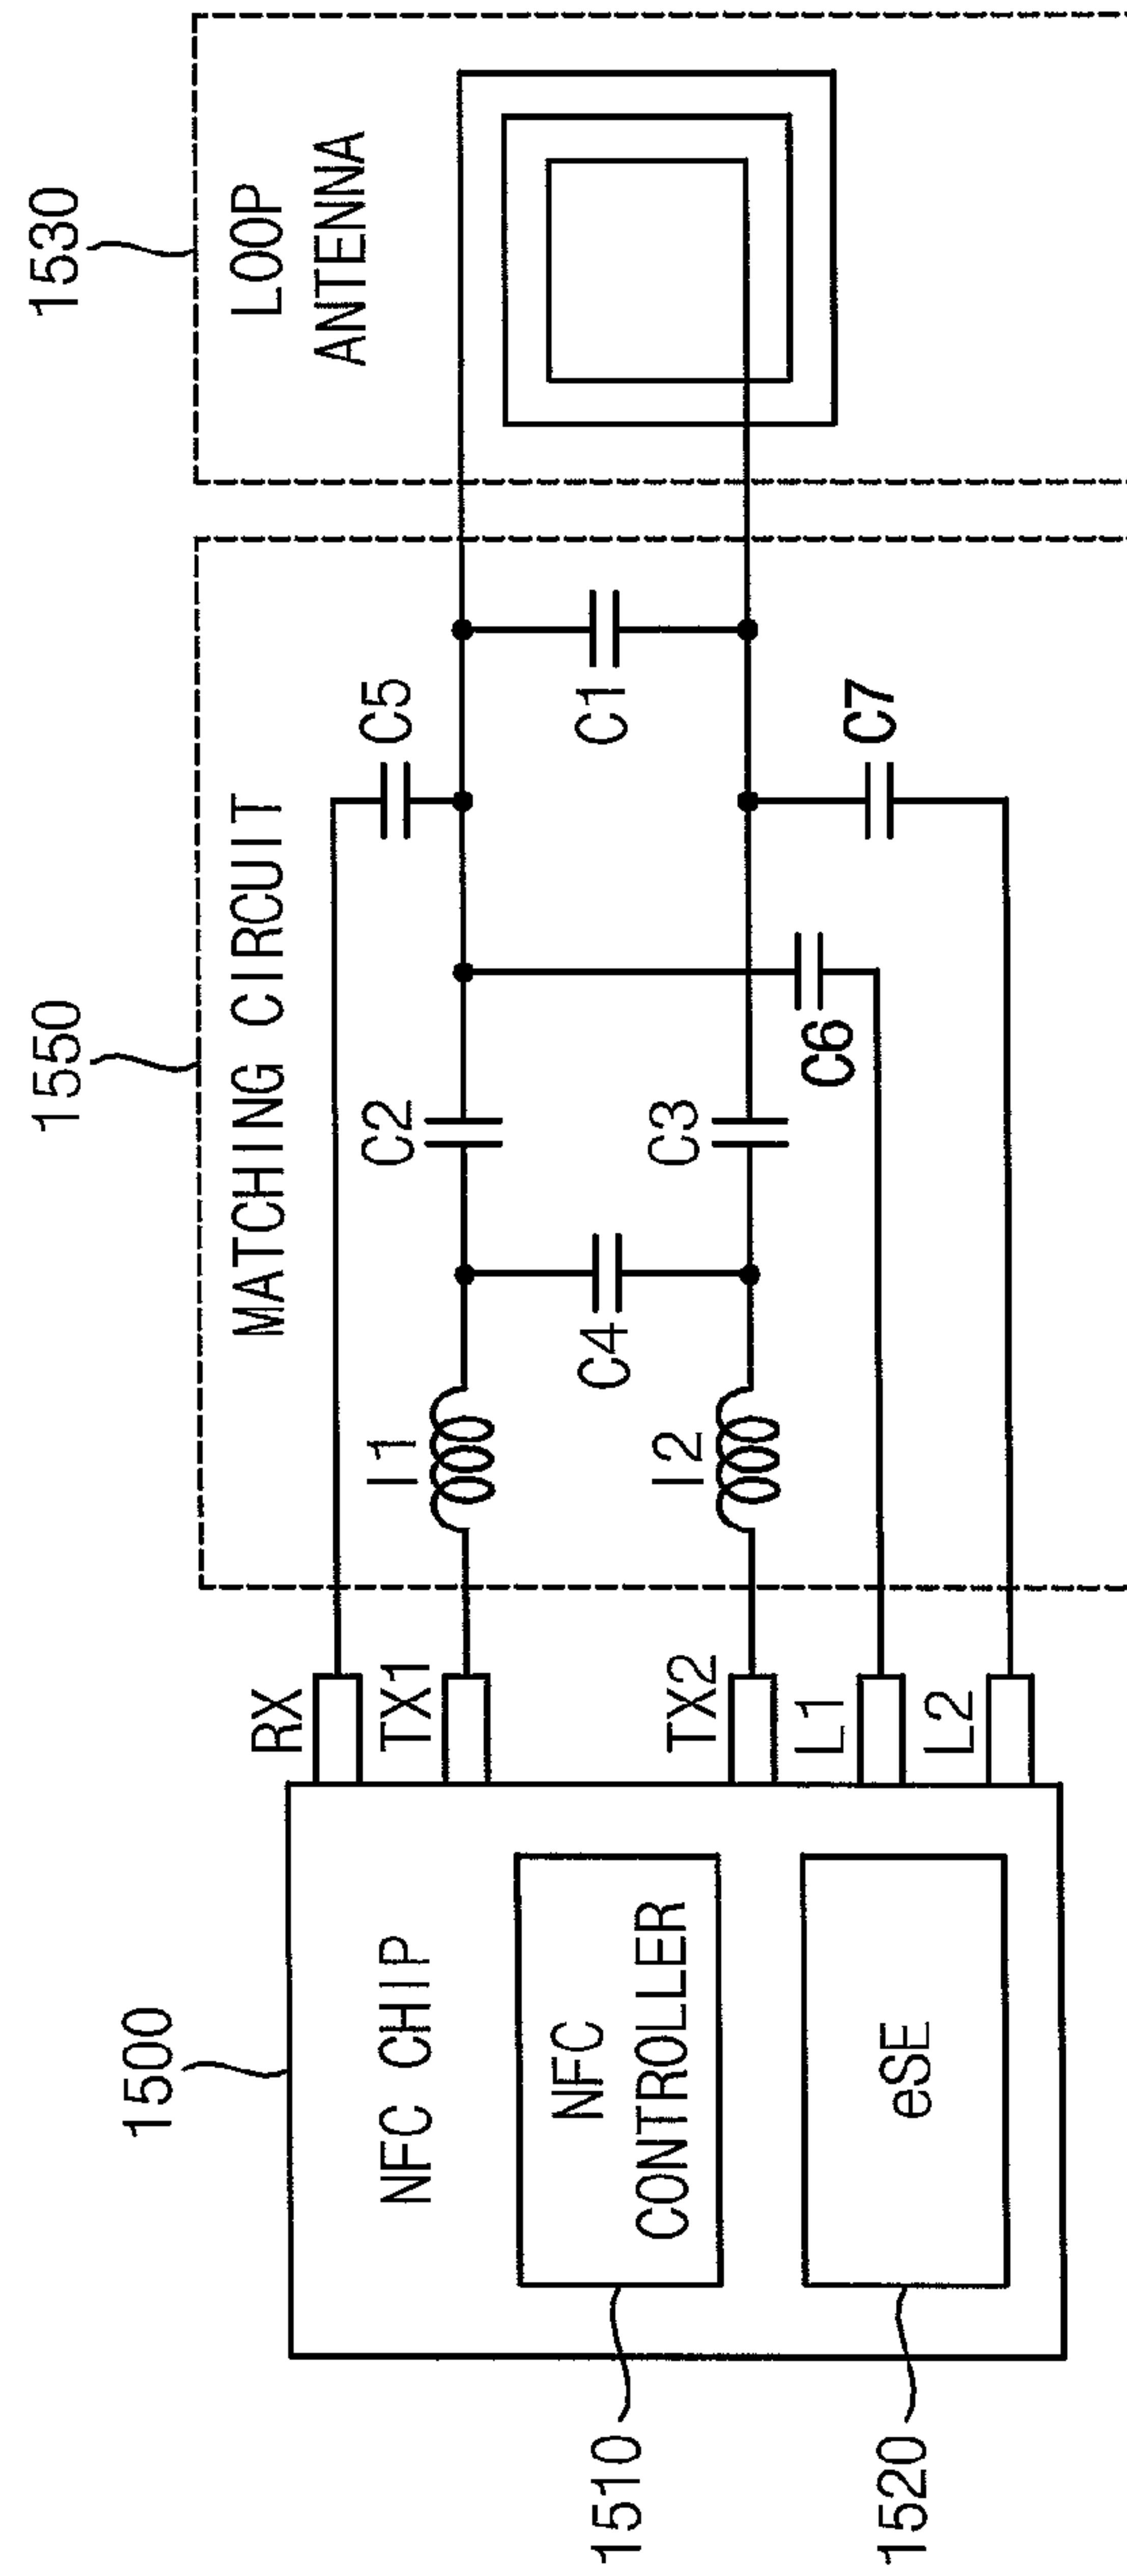 1500
NFC CHIP
1510
NFC
CONTROLLER
1520
eSE
RX
TX1
TX2
L1
L2
1550
MATCHING CIRCUIT
I1
I2
C4
C2
C3
C6
C5
C1
C7
1530
LOOP
ANTENNA